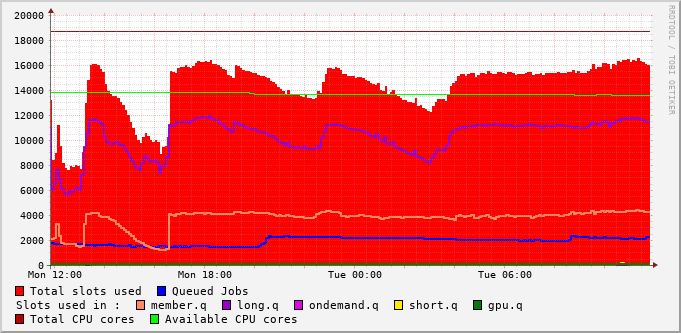 20000
18000
16000
14000
12000
10000
8000
6000
4000
2000
0
Mon 12:00 Mon 18:00 Tue 00:00 Tue 06:00
RRDTOOL / TOBI OETIKER
Total slots used Queued Jobs
Slots used in : member.q long.q ondemand.q short.q gpu.q
Total CPU cores Available CPU cores